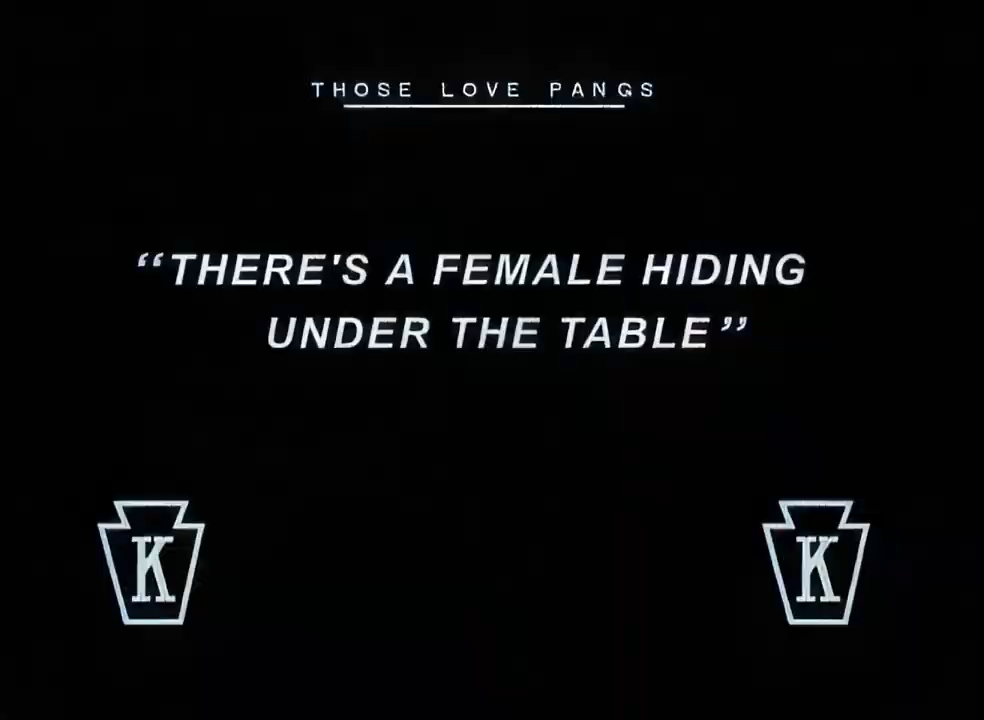 THOSE LOVE PANGS
“THERE'S A FEMALE HIDING
UNDER THE TABLE”
K K